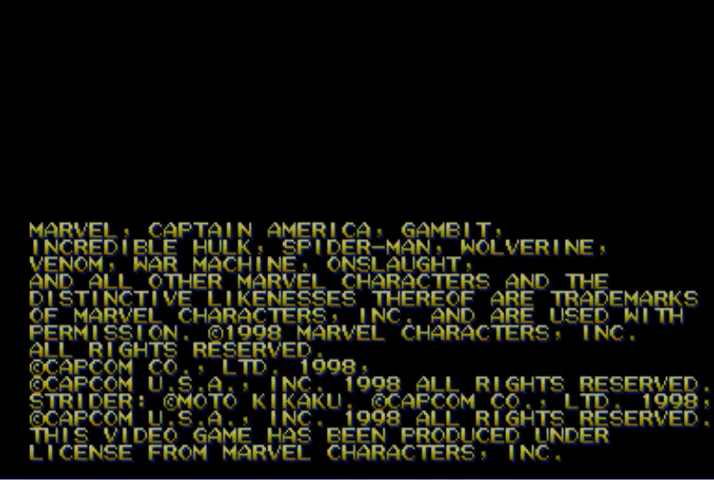 MARVEL, CAPTAIN AMERICA, GAMBIT,
INCREDIBLE HULK, SPIDER-MAN, WOLVERINE,
VENOM, WAR MACHINE, ONSLAUGHT,
AND ALL OTHER MARVEL CHARACTERS AND THE
DISTINCTIVE LIKENESSES THEREOF ARE TRADEMARKS
OF MARVEL CHARACTERS, INC. AND ARE USED WITH
PERMISSION. ©1998 MARVEL CHARACTERS, INC.
ALL RIGHTS RESERVED.
©CAPCOM CO., LTD. 1998,
©CAPCOM U.S.A., INC. 1998 ALL RIGHTS RESERVED.
STRIDER: ©MOTO KIKAKU, ©CAPCOM CO., LTD. 1998,
©CAPCOM U.S.A., INC. 1998 ALL RIGHTS RESERVED.
THIS VIDEO GAME HAS BEEN PRODUCED UNDER
LICENSE FROM MARVEL CHARACTERS, INC.